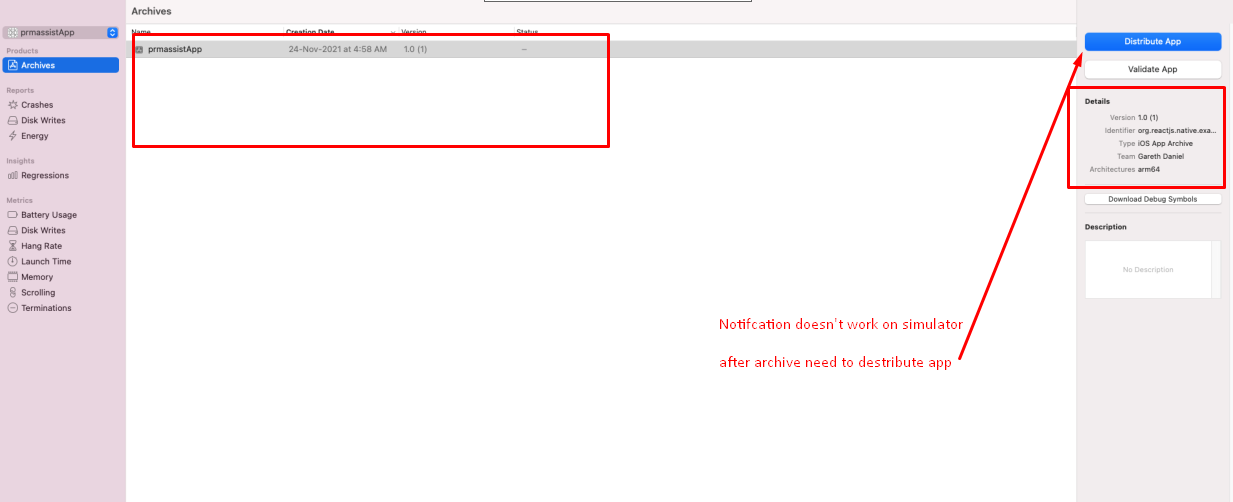 Archives
prmassistApp
Name Creation Date Version Status
prmassistApp 24-Nov-2021 at 4:58 AM 1.0 (1) --
Products
Archives
Reports
Crashes
Disk Writes
Energy
Insights
Regressions
Metrics
Battery Usage
Disk Writes
Hang Rate
Launch Time
Memory
Scrolling
Terminations
Distribute App
Validate App
Details
Version 1.0 (1)
Identifier org.reactjs.native.exa...
Type iOS App Archive
Team Gareth Daniel
Architectures arm64
Download Debug Symbols
Description
No Description
Notifcation doesn't work on simulator
after archive need to destribute app